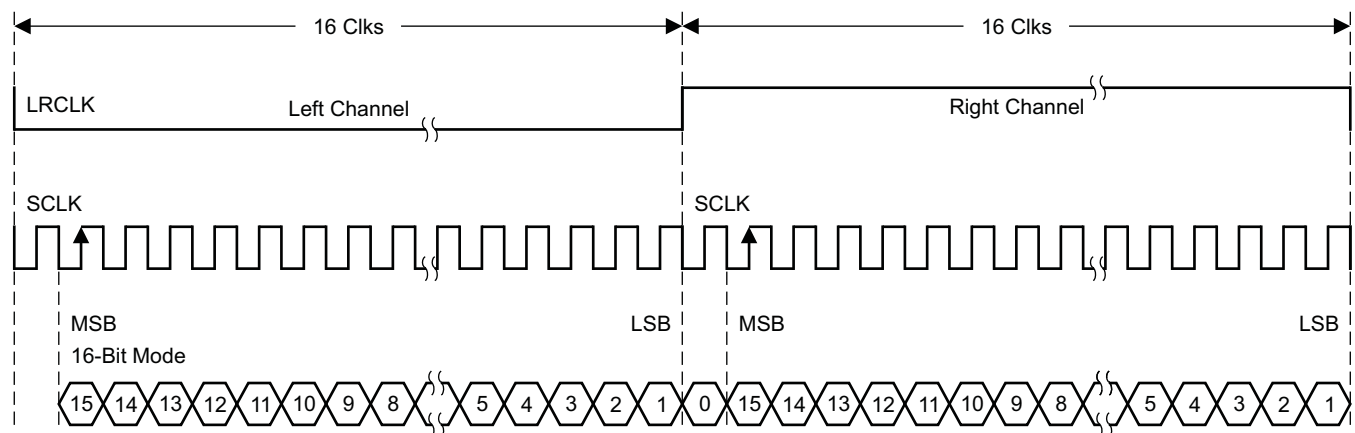 16 Clks 16 Clks
LRCLK Left Channel Right Channel
SCLK SCLK
MSB LSB MSB LSB
16-Bit Mode
15 14 13 12 11 10 9 8 5 4 3 2 1 0 15 14 13 12 11 10 9 8 5 4 3 2 1